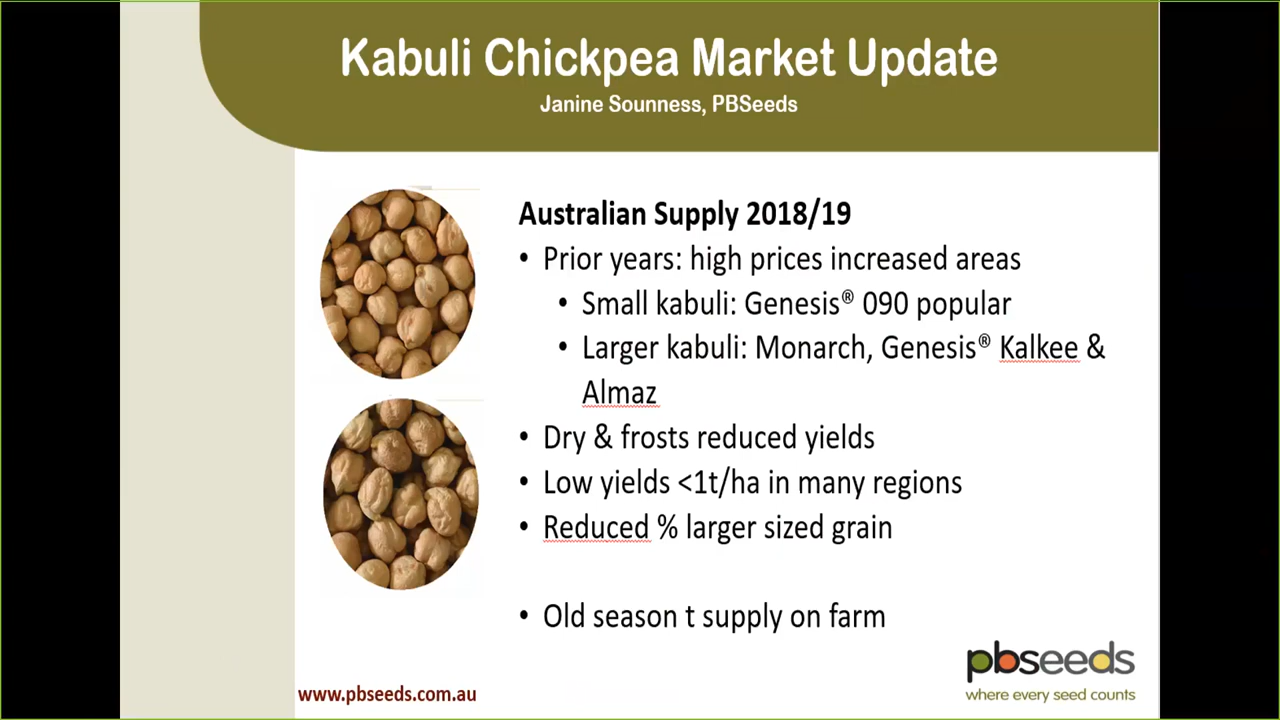 Kabuli Chickpea Market Update
Janine Sounness, PBSeeds
Australian Supply 2018/19
• Prior years: high prices increased areas
• Small kabuli: Genesis® 090 popular
• Larger kabuli: Monarch, Genesis® Kalkee &
Almaz
• Dry & frosts reduced yields
• Low yields <1t/ha in many regions
• Reduced % larger sized grain
• Old season t supply on farm
pbseeds
where every seed counts
www.pbseeds.com.au